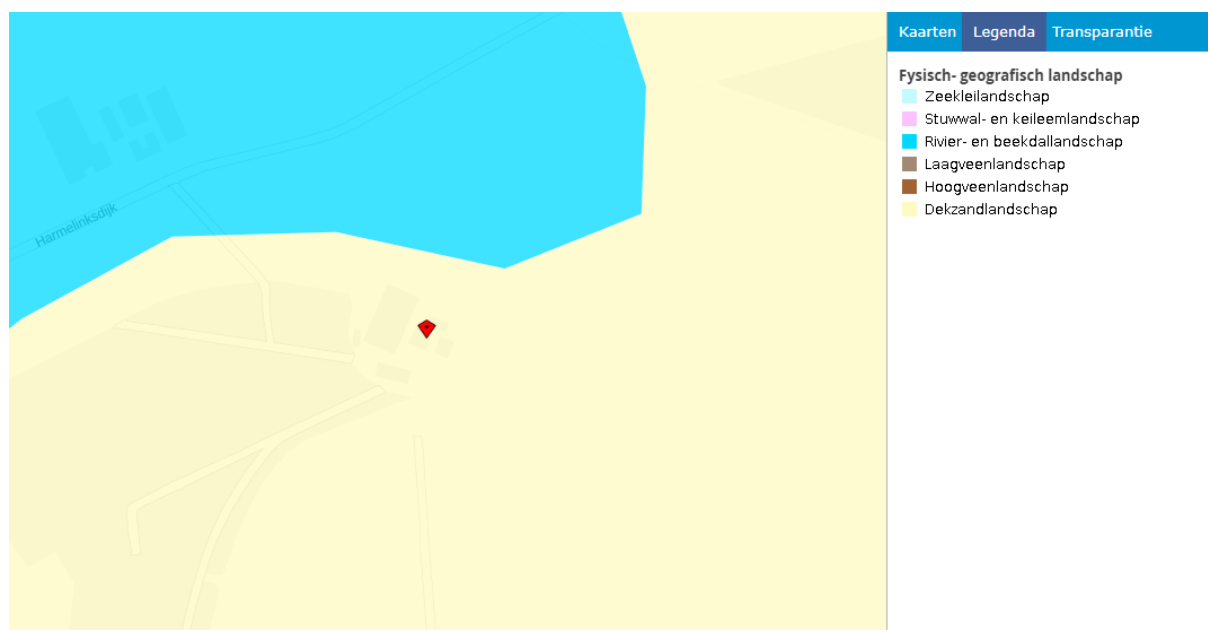 Kaarten Legenda Transparantie
Fysisch- geografisch landschap
Zeekleilandschap
Stuwwal- en keileemlandschap
Rivier- en beekdallandschap
Laagveenlandschap
Hoogveenlandschap
Dekzandlandschap
Harmelinksdijk